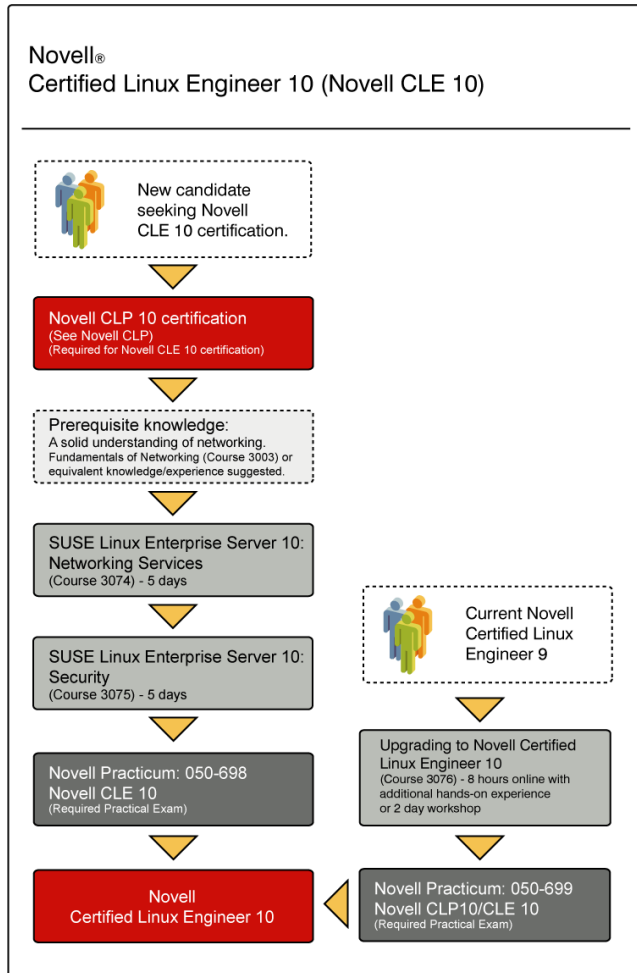 Novell®
Certified Linux Engineer 10 (Novell CLE 10)
New candidate
seeking Novell
CLE 10 certification.
Novell CLP 10 certification
(See Novell CLP)
(Required for Novell CLE 10 certification)
Prerequisite knowledge:
A solid understanding of networking.
Fundamentals of Networking (Course 3003) or
equivalent knowledge/experience suggested.
SUSE Linux Enterprise Server 10:
Networking Services
(Course 3074) - 5 days
SUSE Linux Enterprise Server 10:
Security
(Course 3075) - 5 days
Novell Practicum: 050-698
Novell CLE 10
(Required Practical Exam)
Novell
Certified Linux Engineer 10
Current Novell
Certified Linux
Engineer 9
Upgrading to Novell Certified
Linux Engineer 10
(Course 3076) - 8 hours online with
additional hands-on experience
or 2 day workshop
Novell Practicum: 050-699
Novell CLP10/CLE 10
(Required Practical Exam)